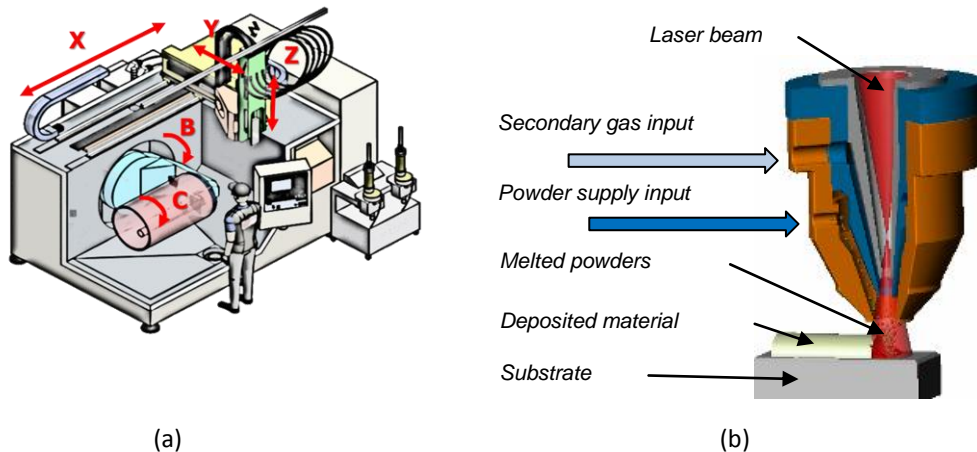 X
Y
Z
B
C
Laser beam
Secondary gas input
Powder supply input
Melted powders
Deposited material
Substrate
(a)
(b)